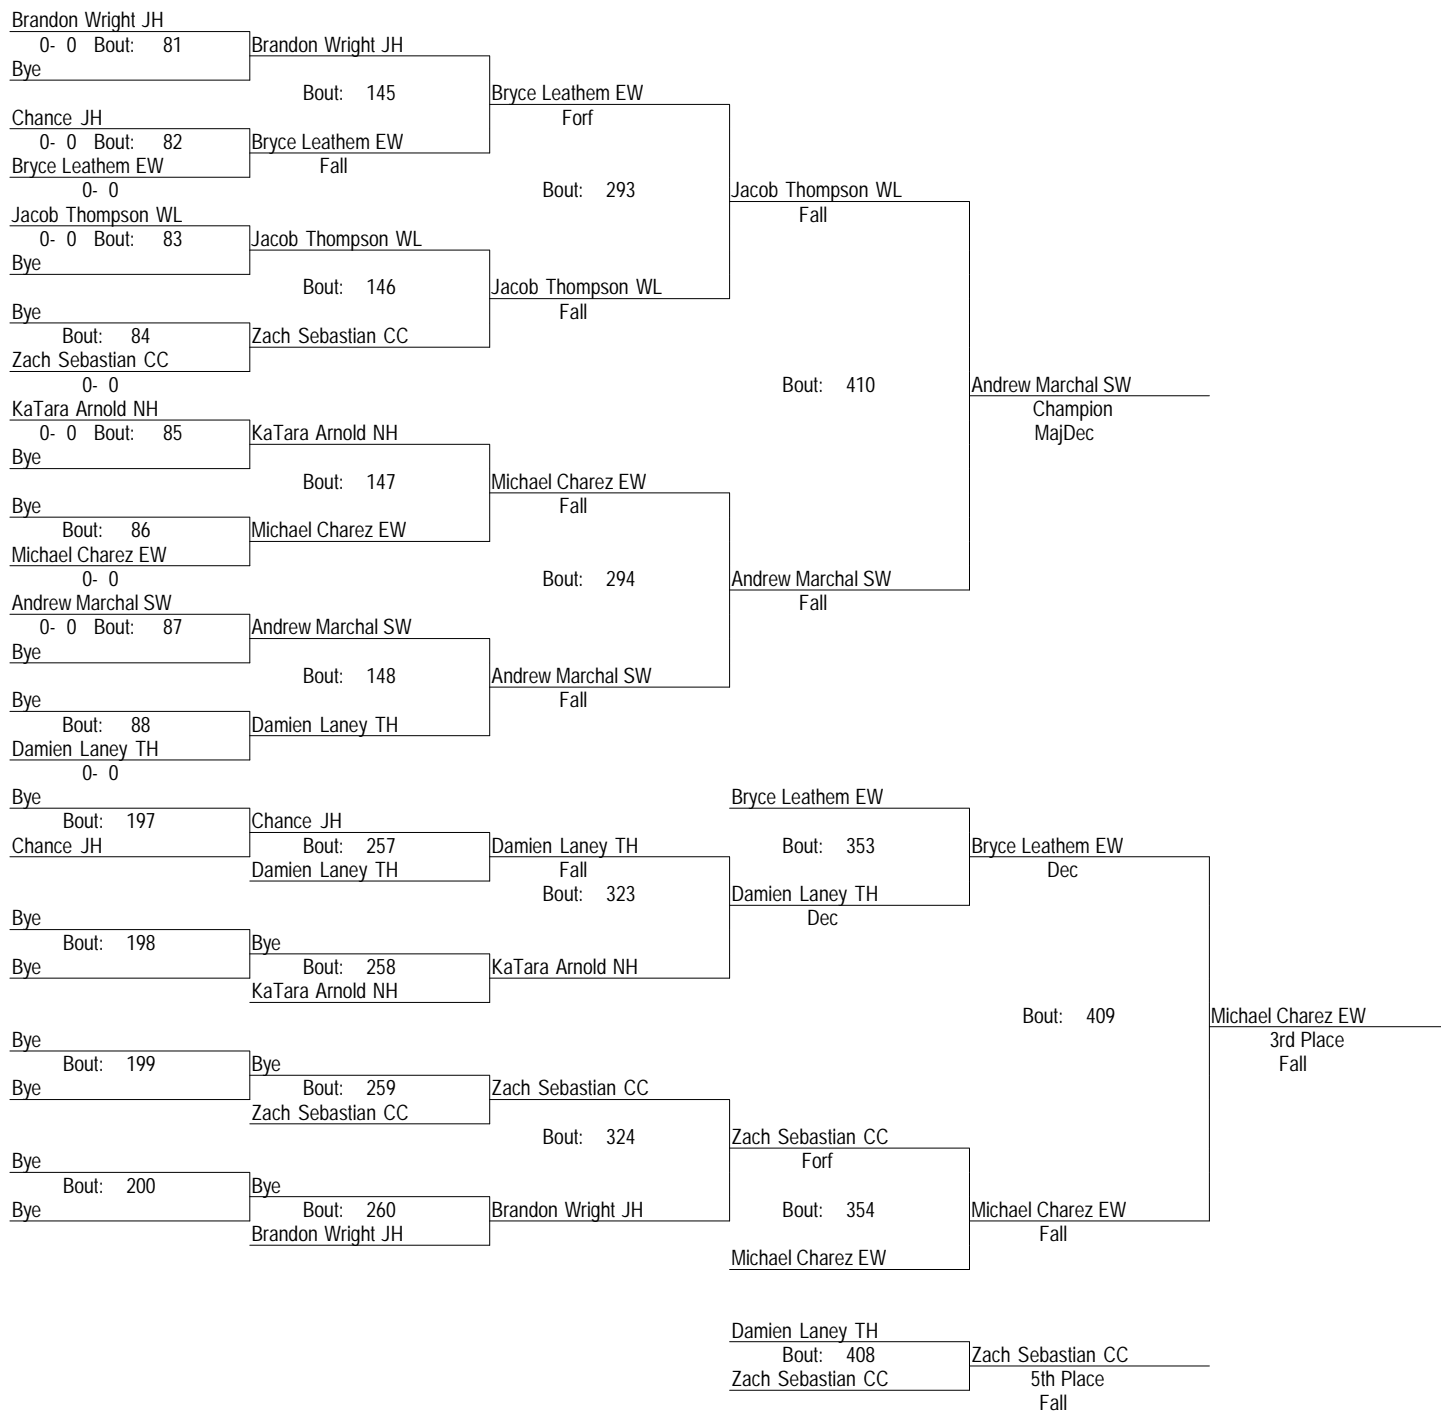 Brandon Wright JH
0- 0 Bout: 81
Brandon Wright JH
Bye
Bout: 145
Bryce Leathem EW
Forf
Chance JH
0- 0 Bout: 82
Bryce Leathem EW
Fall
Bryce Leathem EW
0- 0
Bout: 293
Jacob Thompson WL
Fall
Jacob Thompson WL
0- 0 Bout: 83
Jacob Thompson WL
Bye
Bout: 146
Jacob Thompson WL
Fall
Bye
Bout: 84
Zach Sebastian CC
Zach Sebastian CC
0- 0
Bout: 410
Andrew Marchal SW
Champion
MajDec
KaTara Arnold NH
0- 0 Bout: 85
KaTara Arnold NH
Bye
Bout: 147
Michael Charez EW
Fall
Bye
Bout: 86
Michael Charez EW
Michael Charez EW
0- 0
Bout: 294
Andrew Marchal SW
Fall
Andrew Marchal SW
0- 0 Bout: 87
Andrew Marchal SW
Bye
Bout: 148
Andrew Marchal SW
Fall
Bye
Bout: 88
Damien Laney TH
Damien Laney TH
0- 0
Bye
Bout: 197
Chance JH
Chance JH
Bout: 257
Damien Laney TH
Damien Laney TH
Fall
Bout: 323
Bryce Leathem EW
Bout: 353
Bryce Leathem EW
Dec
Damien Laney TH
Dec
Bye
Bout: 198
Bye
Bye
Bout: 258
KaTara Arnold NH
KaTara Arnold NH
Bout: 409
Michael Charez EW
3rd Place
Fall
Bye
Bout: 199
Bye
Bye
Bout: 259
Zach Sebastian CC
Zach Sebastian CC
Bout: 324
Zach Sebastian CC
Forf
Bye
Bout: 200
Bye
Bye
Bout: 260
Brandon Wright JH
Brandon Wright JH
Bout: 354
Michael Charez EW
Fall
Michael Charez EW
Damien Laney TH
Bout: 408
Zach Sebastian CC
Zach Sebastian CC
5th Place
Fall